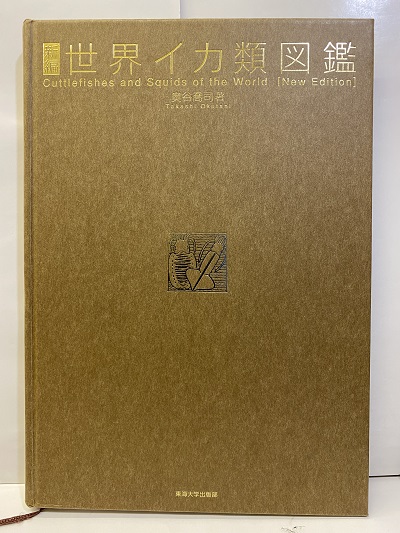 新編 世界イカ類図鑑
Cuttlefishes and Squids of the World [New Edition]
奥谷喬司著
Takashi Okutani
東海大学出版部